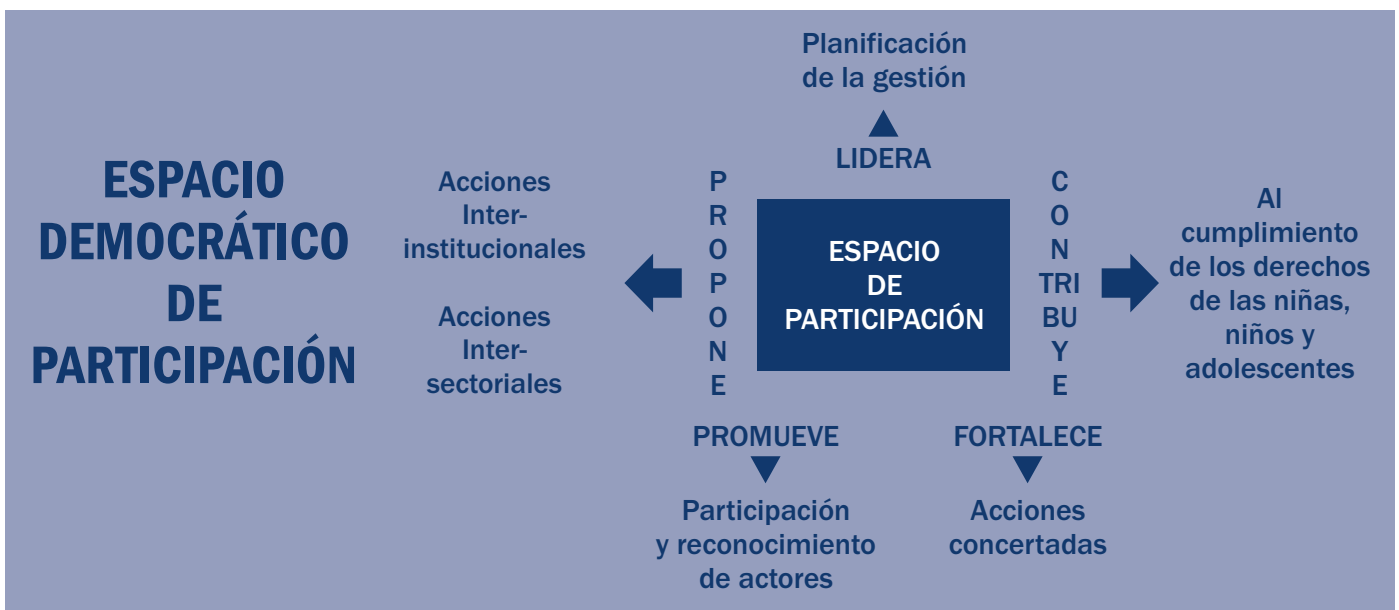 ESPACIO
DEMOCRÁTICO
DE
PARTICIPACIÓN
Planificación
de la gestión
LIDERA
Acciones
Inter-
institucionales
Acciones
Inter-
sectoriales
P
R
O
P
O
N
E
ESPACIO
DE
PARTICIPACIÓN
C
O
N
TRI
BU
Y
E
Al
cumplimiento
de los derechos
de las niñas,
niños y
adolescentes
PROMUEVE
Participación
y reconocimiento
de actores
FORTALECE
Acciones
concertadas